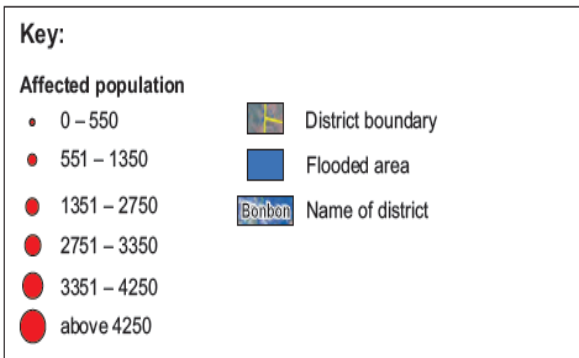 Key:
Affected population
0 – 550
551 – 1350
1351 – 2750
2751 – 3350
3351 – 4250
above 4250
District boundary
Flooded area
Bonbon
Name of district